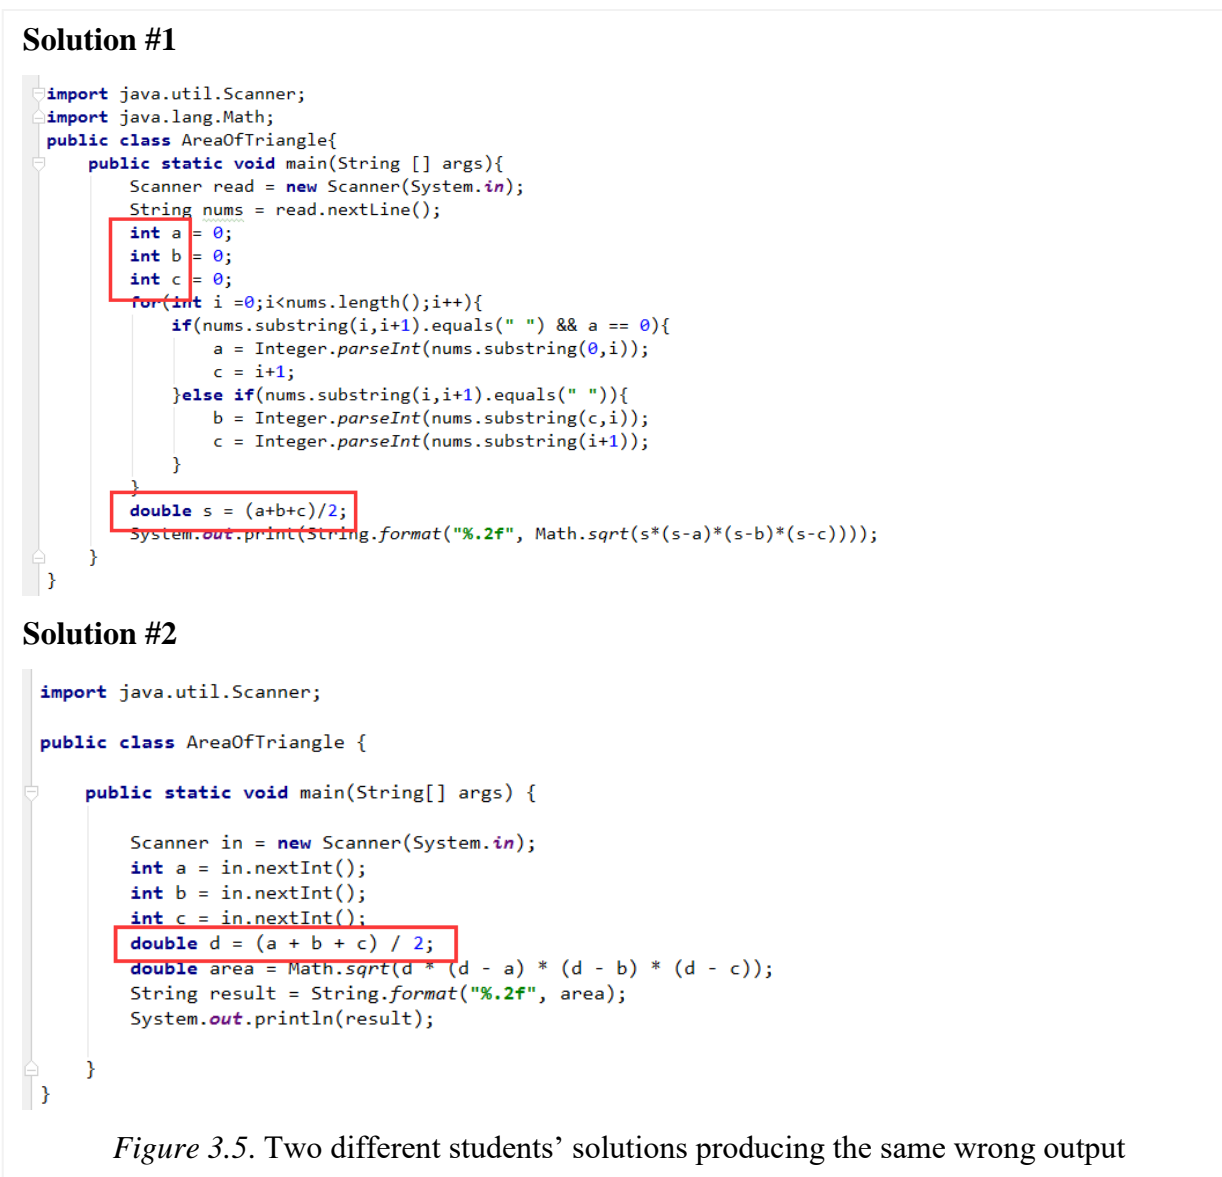 Solution #1
import java.util.Scanner;
import java.lang.Math;
public class AreaOfTriangle{
    public static void main(String [] args){
        Scanner read = new Scanner(System.in);
        String nums = read.nextLine();
        int a = 0;
        int b = 0;
        int c = 0;
        for(int i =0;i<nums.length();i++){
            if(nums.substring(i,i+1).equals(" ") && a == 0){
                a = Integer.parseInt(nums.substring(0,i));
                c = i+1;
            }else if(nums.substring(i,i+1).equals(" ")){
                b = Integer.parseInt(nums.substring(c,i));
                c = Integer.parseInt(nums.substring(i+1));
            }
        }
        double s = (a+b+c)/2;
        System.out.print(String.format("%.2f", Math.sqrt(s*(s-a)*(s-b)*(s-c))));
    }
}
Solution #2
import java.util.Scanner;
public class AreaOfTriangle {
    public static void main(String[] args) {
        Scanner in = new Scanner(System.in);
        int a = in.nextInt();
        int b = in.nextInt();
        int c = in.nextInt();
        double d = (a + b + c) / 2;
        double area = Math.sqrt(d * (d - a) * (d - b) * (d - c));
        String result = String.format("%.2f", area);
        System.out.println(result);
    }
}
Figure 3.5. Two different students’ solutions producing the same wrong output